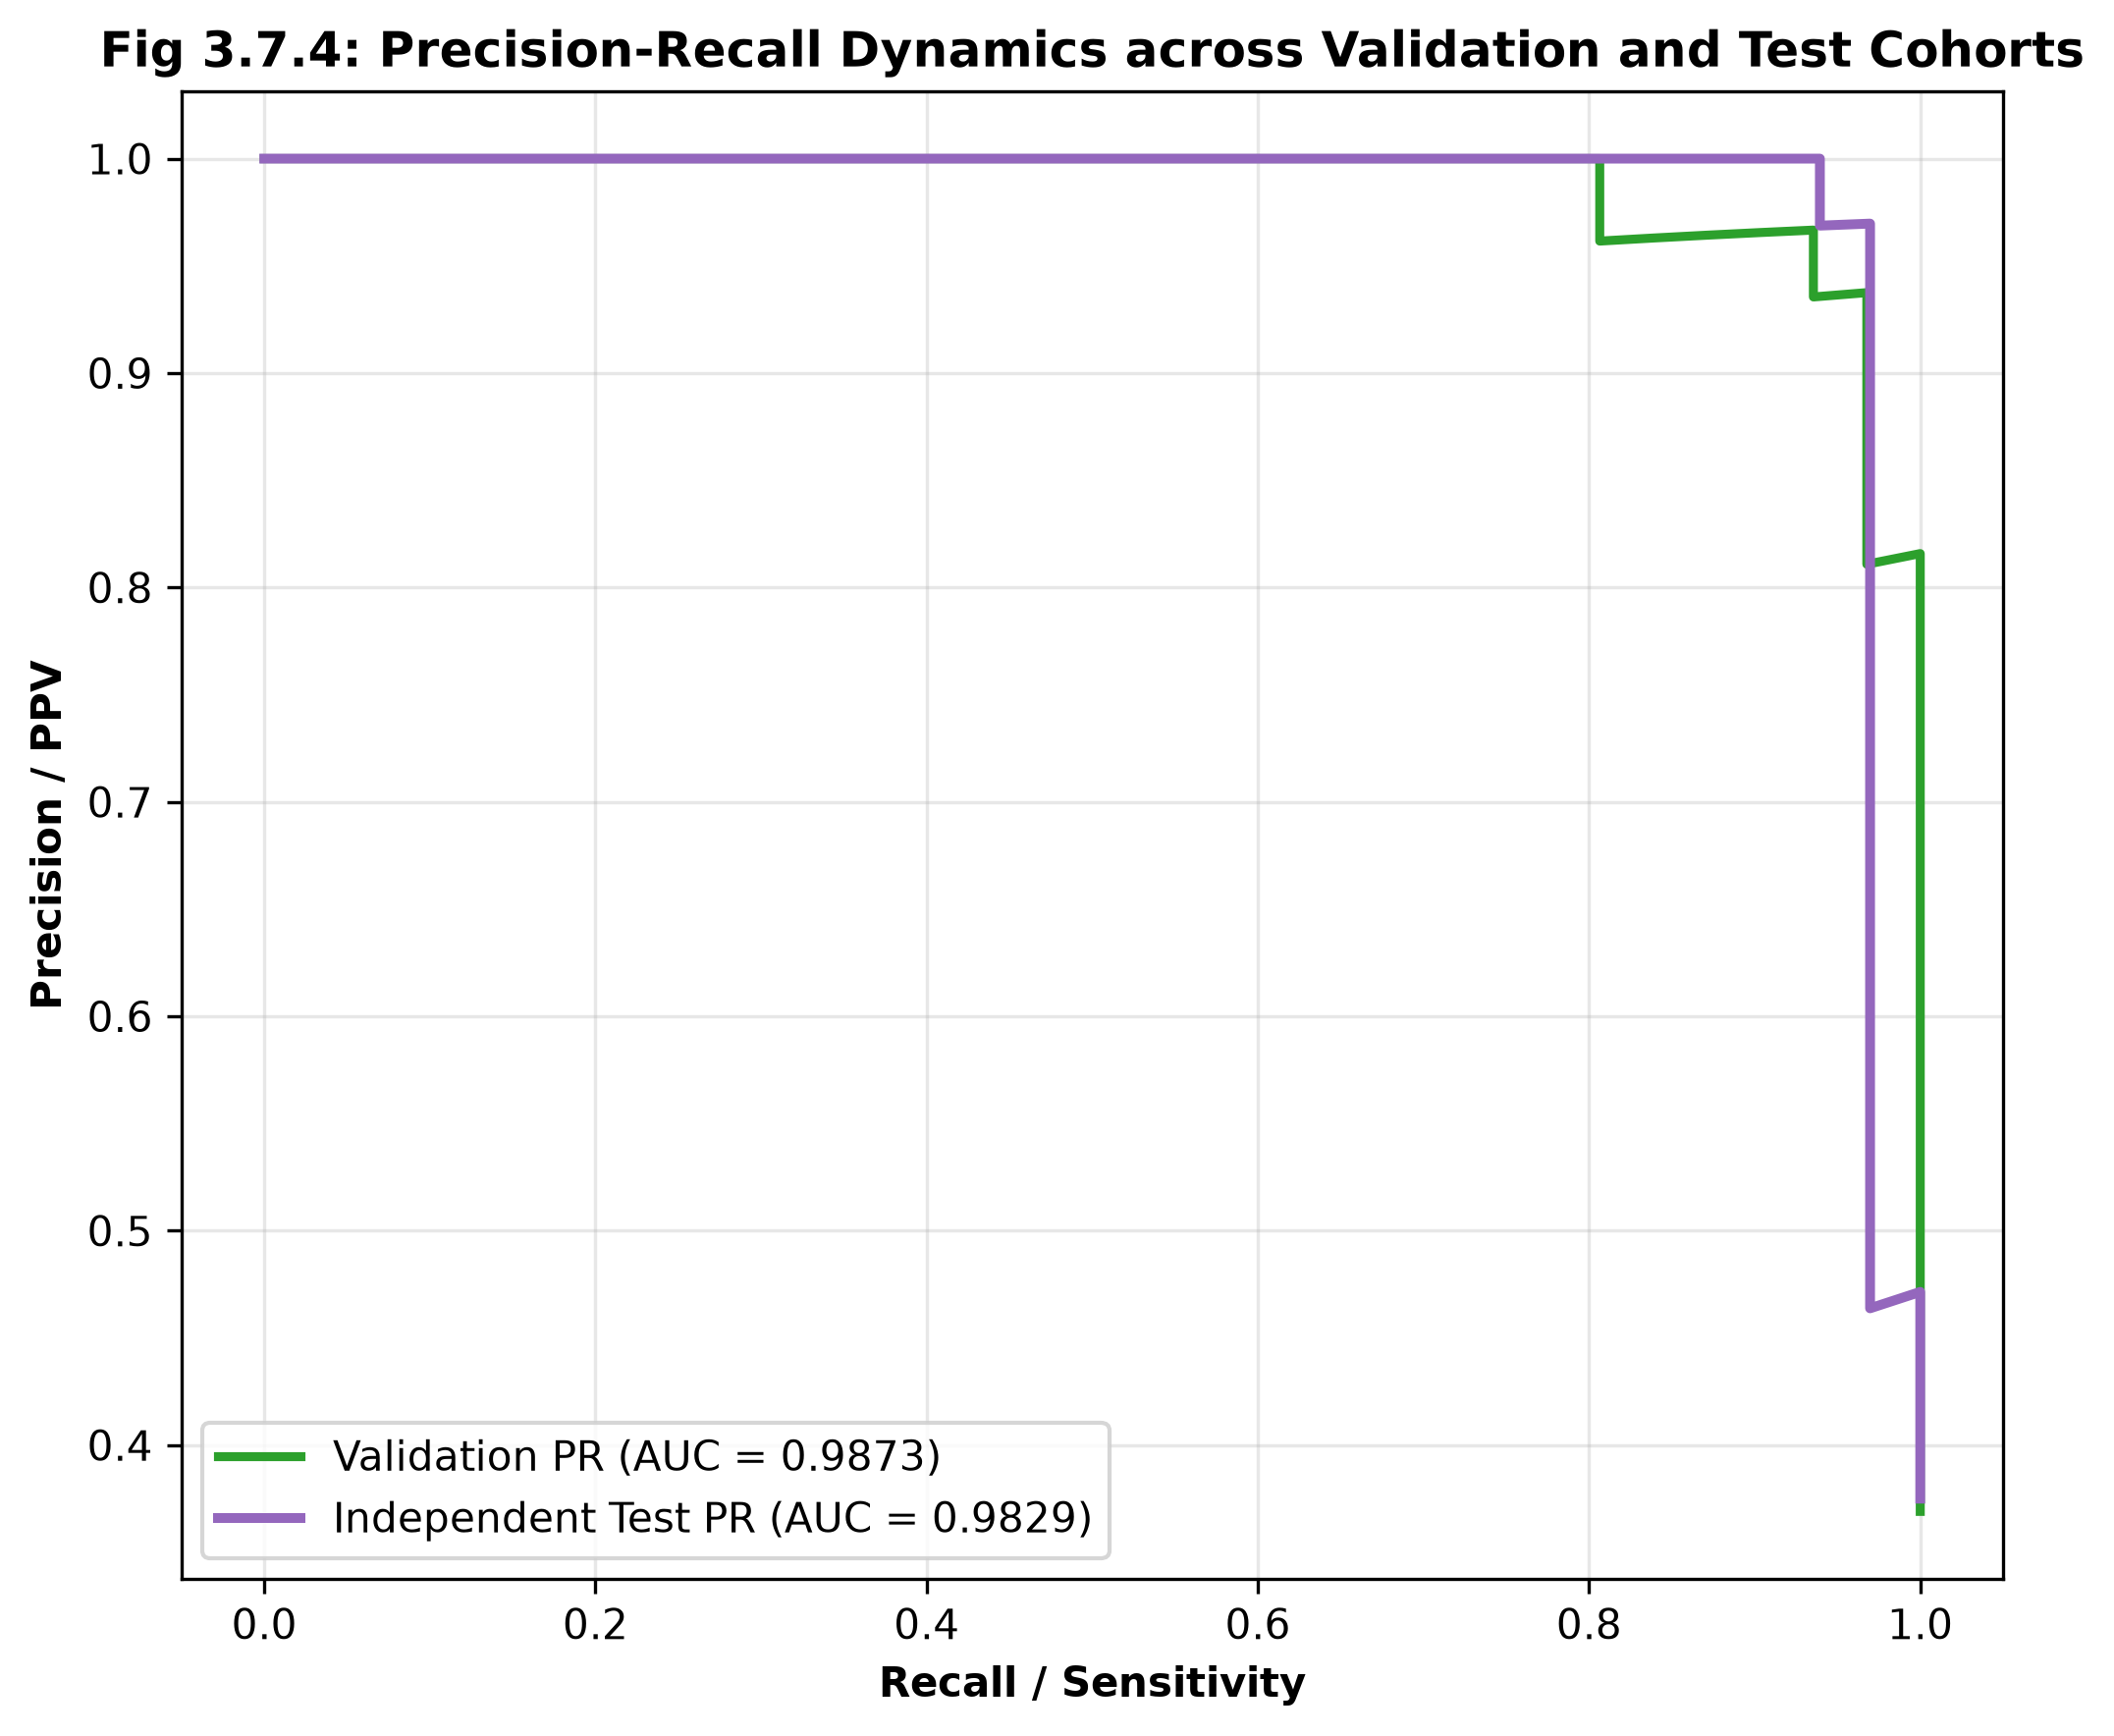 Fig 3.7.4: Precision-Recall Dynamics across Validation and Test Cohorts
Precision / PPV
1.0
0.9
0.8
0.7
0.6
0.5
0.4
Validation PR (AUC = 0.9873)
Independent Test PR (AUC = 0.9829)
0.0 0.2 0.4 0.6 0.8 1.0
Recall / Sensitivity